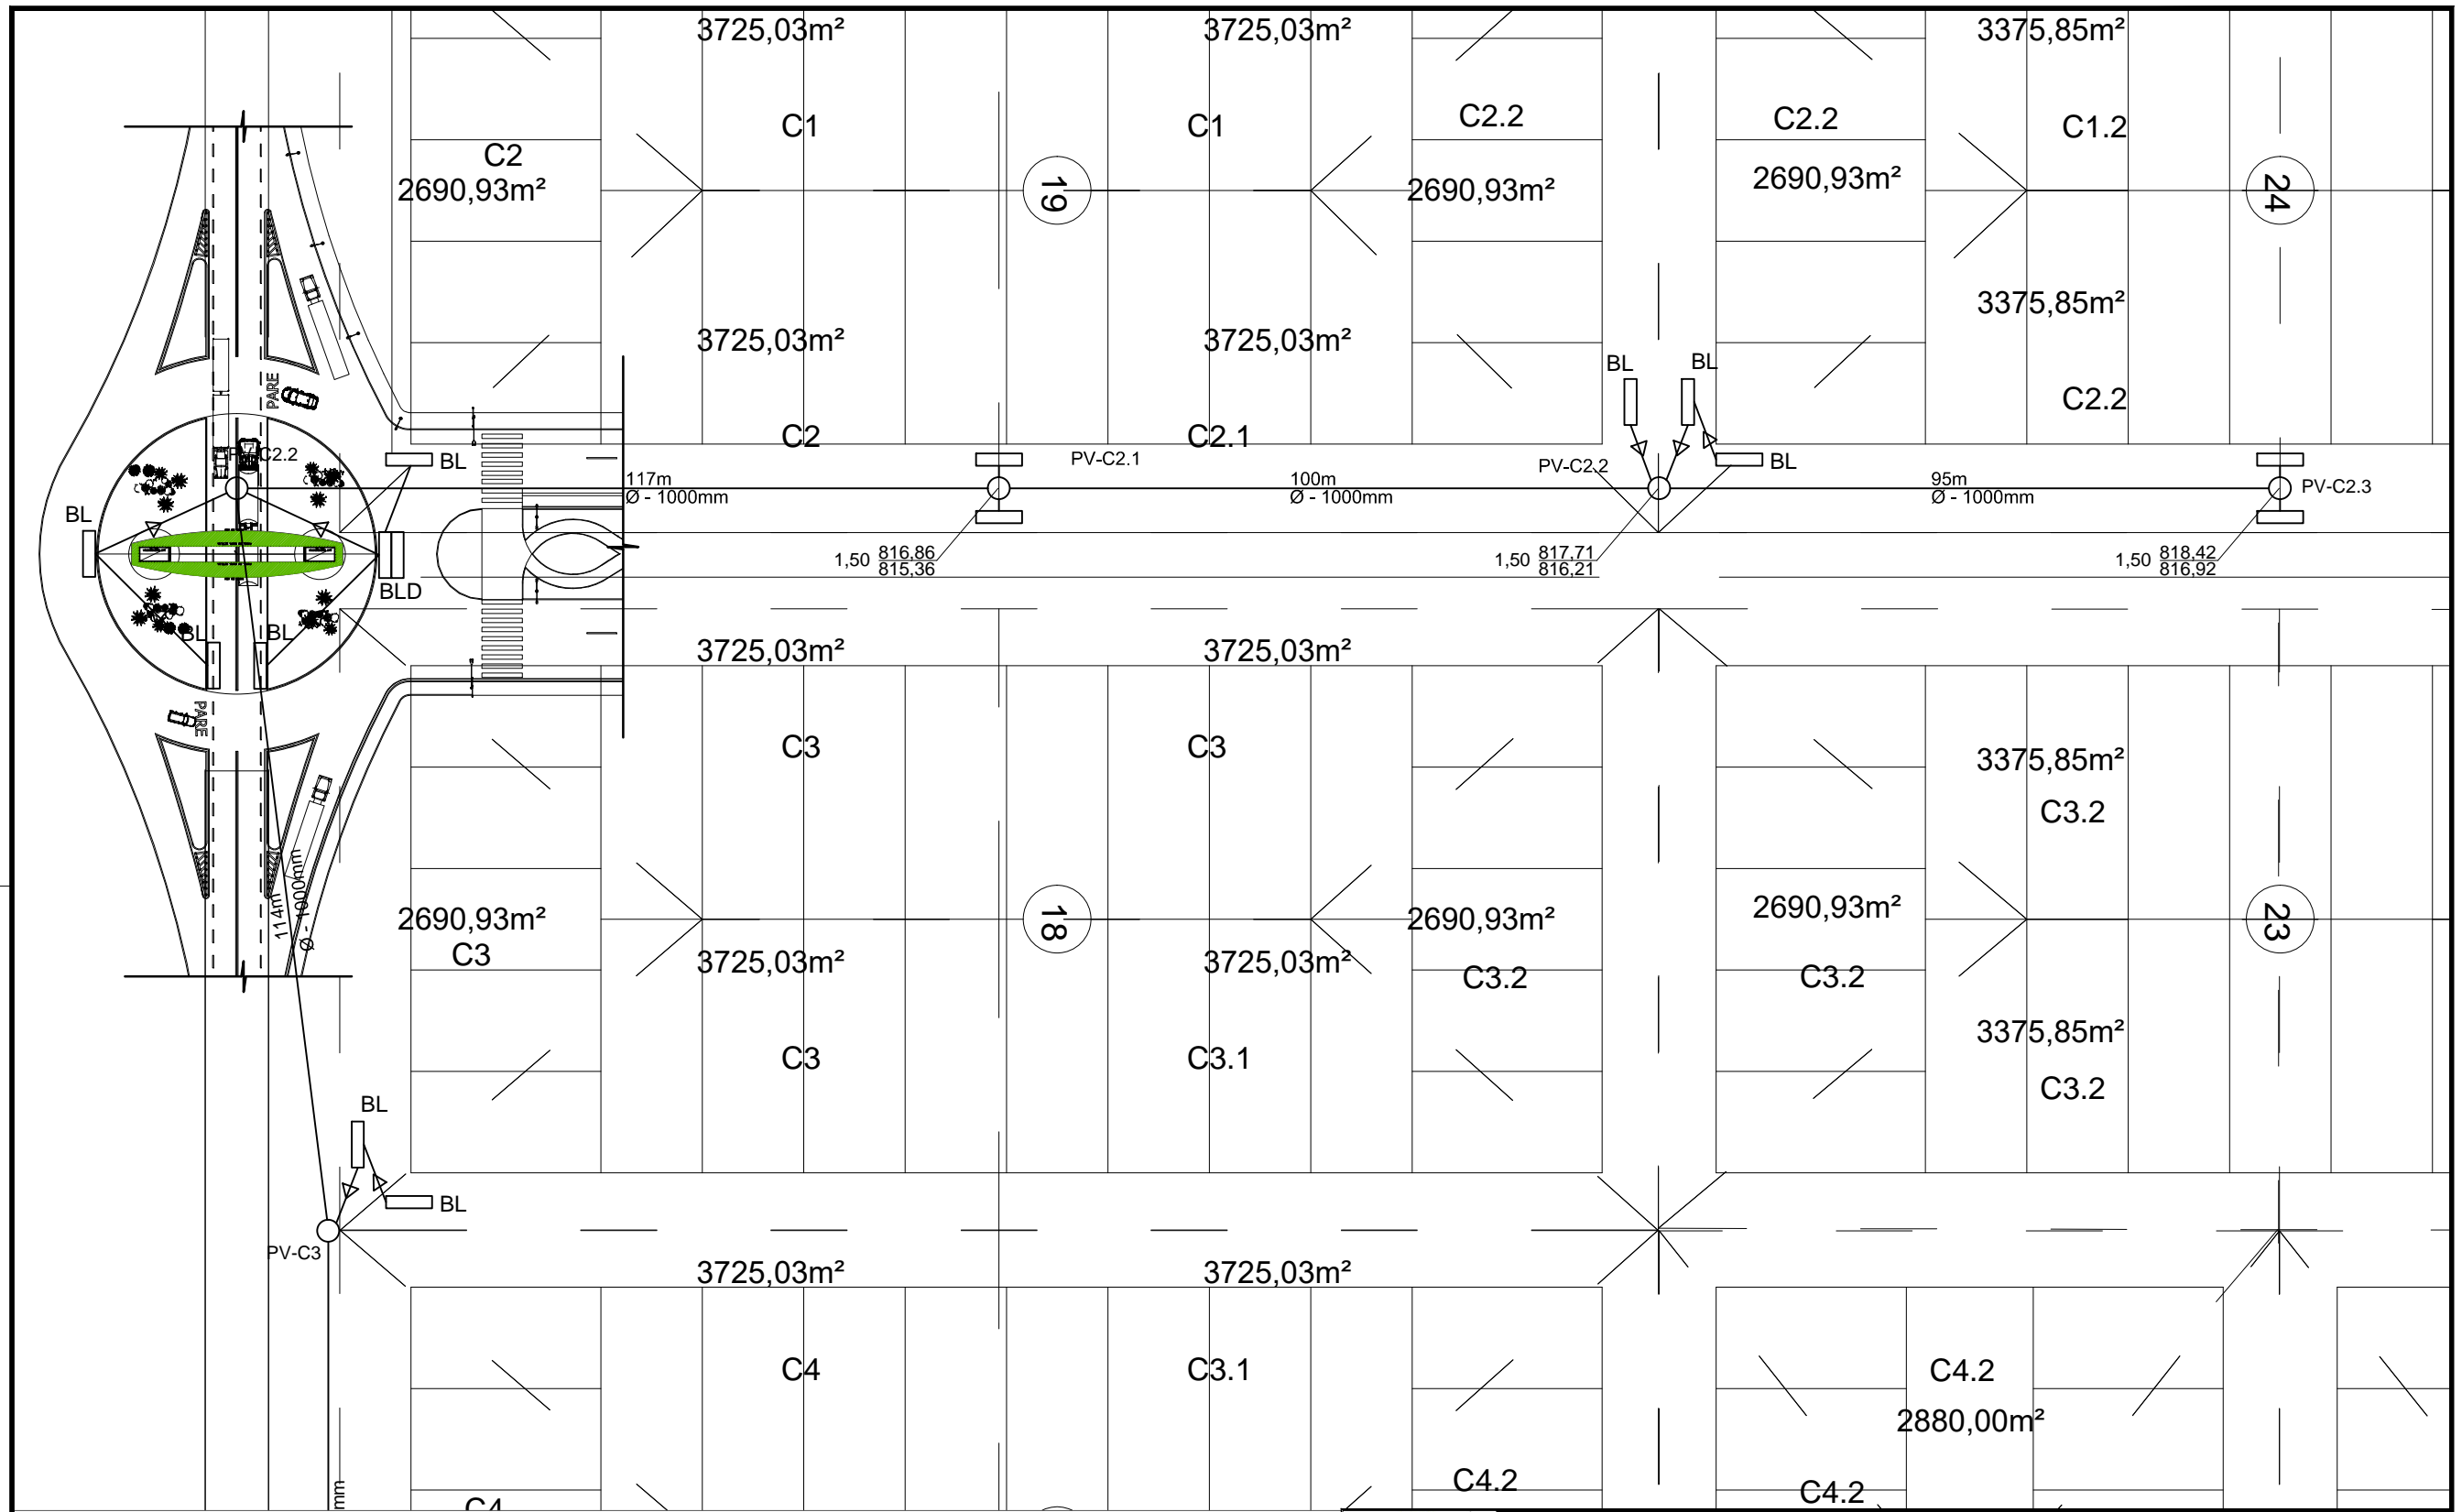 3725,03m²
3725,03m²
3375,85m²
C1
C1
C2.2
C2.2
C1.2
C2
2690,93m²
19
2690,93m²
2690,93m²
24
3375,85m²
3725,03m²
3725,03m²
BL
BL
PARE
C2.2
C2
C2.1
C2.2
BL
PV-C2.1
PV-C2.2
BL
117m
Ø - 1000mm
100m
Ø - 1000mm
95m
Ø - 1000mm
PV-C2.3
BL
1,50 816,86
815,36
1,50 817,71
816,21
1,50 818,42
816,92
BLD
BL
BL
3725,03m²
3725,03m²
PARE
C3
C3
3375,85m²
C3.2
114m
Ø - 1000mm
2690,93m²
C3
18
2690,93m²
2690,93m²
23
3725,03m²
3725,03m²
C3.2
C3.2
3375,85m²
C3
C3.1
C3.2
BL
BL
PV-C3
3725,03m²
3725,03m²
C4
C3.1
C4.2
2880,00m²
C4.2
C4.2
mm
C4